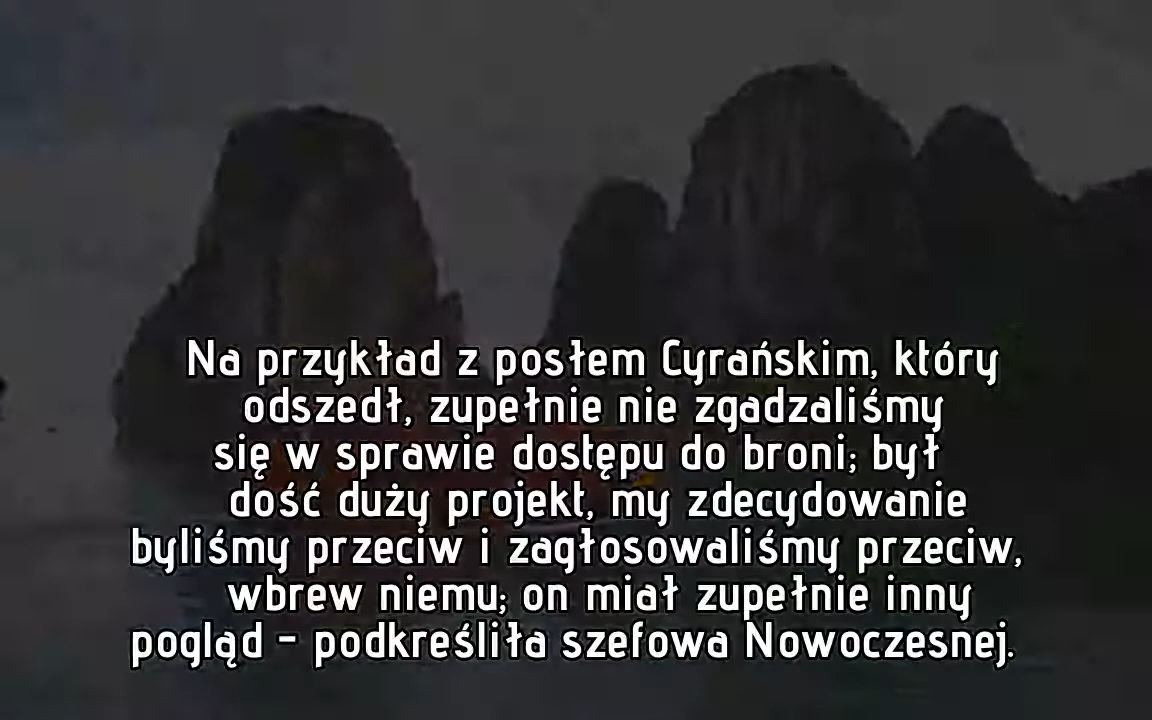 Na przykład z posłem Cyrańskim, który
odszedł, zupełnie nie zgadzaliśmy
się w sprawie dostępu do broni; był
dość duży projekt, my zdecydowanie
byliśmy przeciw i zagłosowaliśmy przeciw,
wbrew niemu; on miał zupełnie inny
pogląd - podkreśliła szefowa Nowoczesnej.